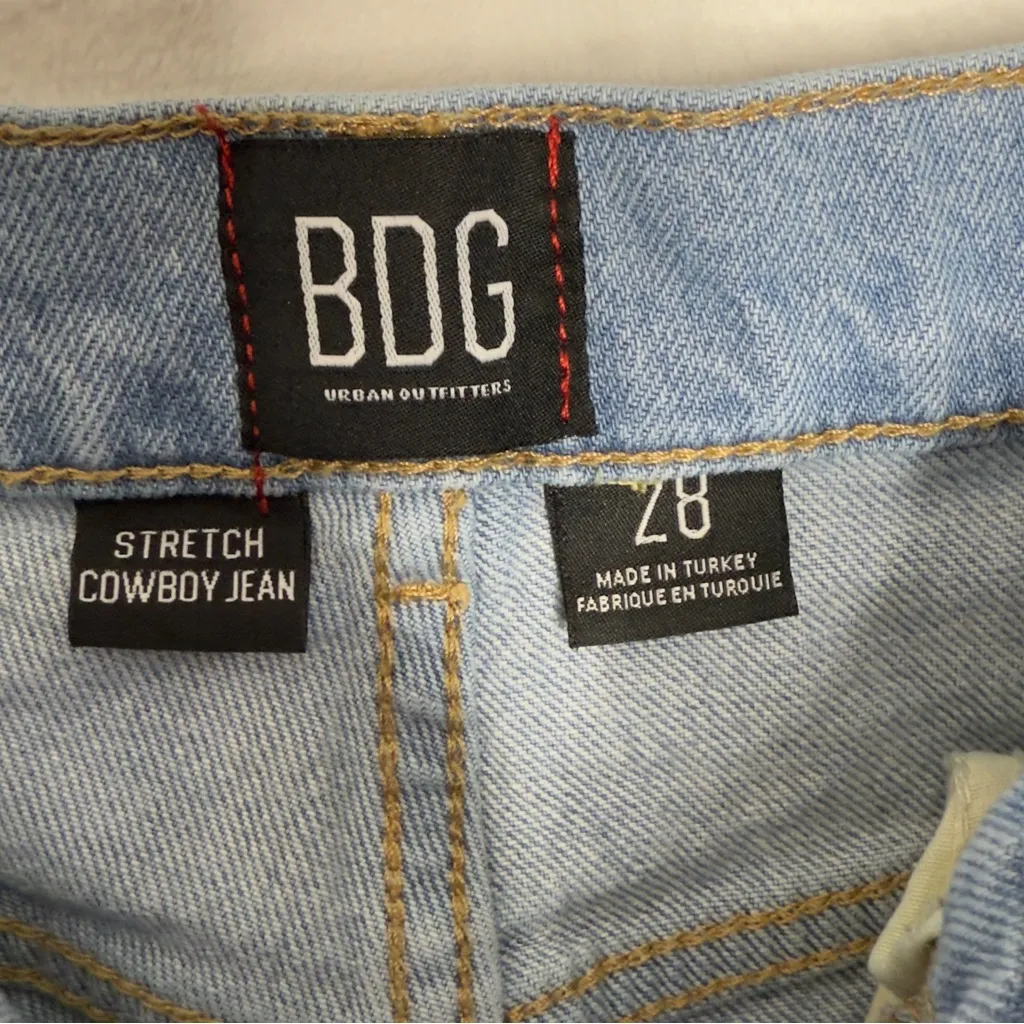 BDG
URBAN OUTFITTERS
STRETCH
COWBOY JEAN
28
MADE IN TURKEY
FABRIQUE EN TURQUIE